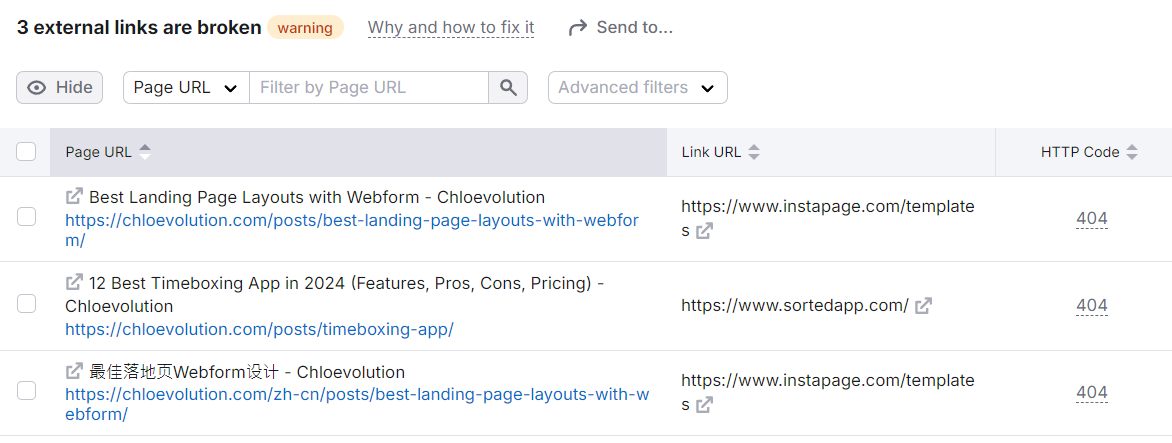 3 external links are broken warning Why and how to fix it Send to...
Hide Page URL Filter by Page URL Advanced filters
Page URL Link URL HTTP Code
Best Landing Page Layouts with Webform - Chloevolution
https://chloevolution.com/posts/best-landing-page-layouts-with-webfor
m/
https://www.instapage.com/template
s
404
12 Best Timeboxing App in 2024 (Features, Pros, Cons, Pricing) -
Chloevolution
https://chloevolution.com/posts/timeboxing-app/
https://www.sortedapp.com/
404
最佳落地页Webform设计 - Chloevolution
https://chloevolution.com/zh-cn/posts/best-landing-page-layouts-with-w
ebform/
https://www.instapage.com/template
s
404